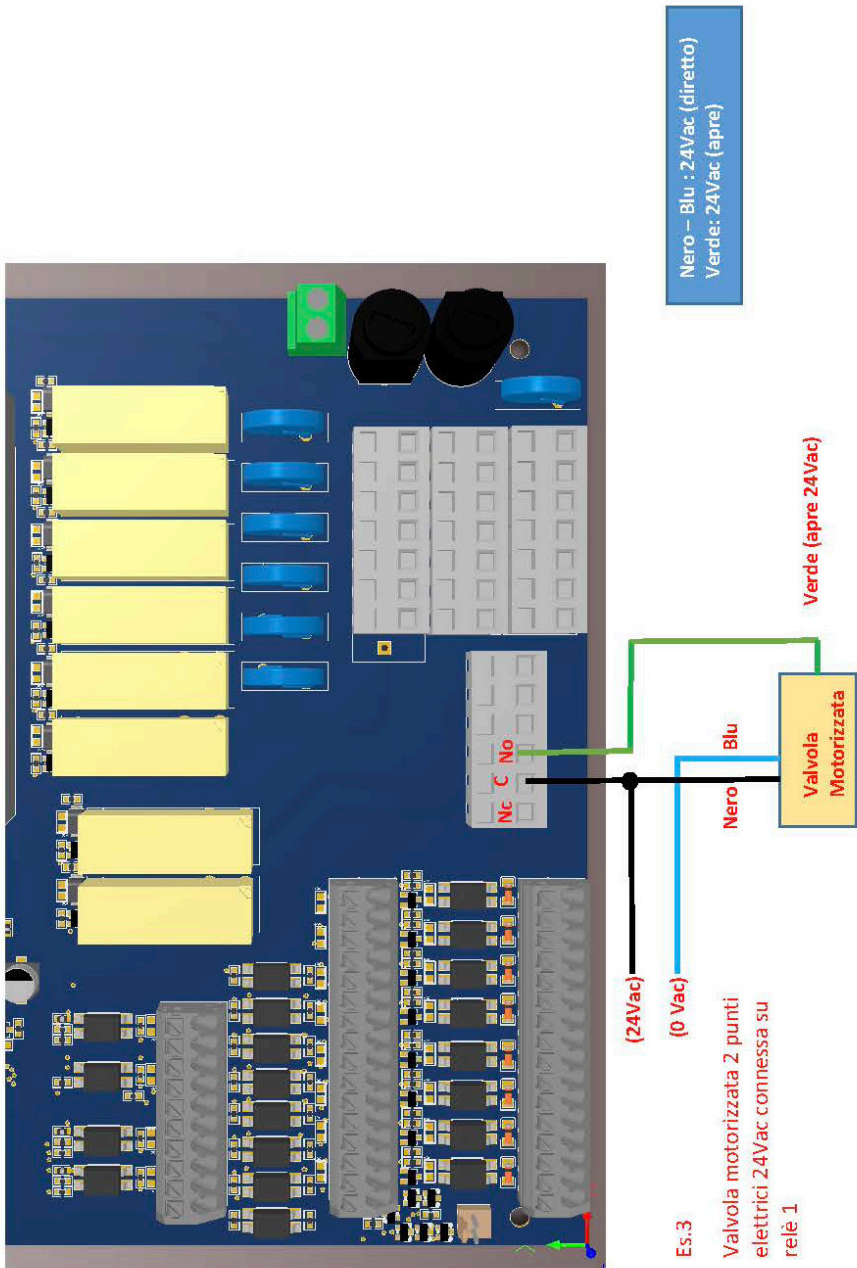 Nc C No
Nero – Blu : 24Vac (diretto)
Verde: 24Vac (apre)
Verde (apre 24Vac)
Nero
Blu
Valvola
Motorizzata
(24Vac)
(0 Vac)
Es.3
Valvola motorizzata 2 punti
elettrici 24Vac connessa su
relè 1